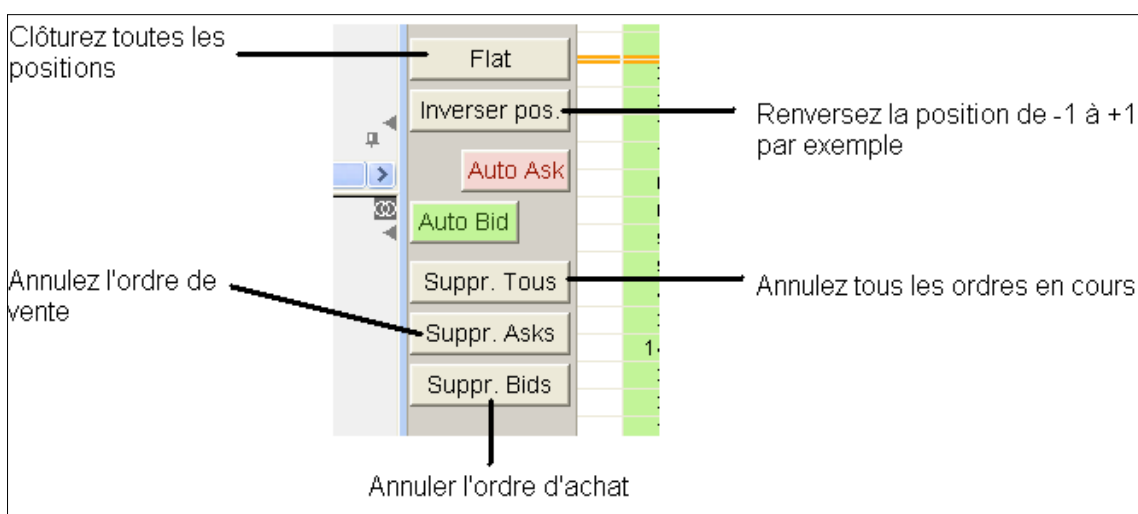 Clôturez toutes les
positions
Flat
Inverser pos.
Renversez la position de -1 à +1
par exemple
Auto Ask
Auto Bid
Annulez l'ordre de
vente
Suppr. Tous
Annulez tous les ordres en cours
Suppr. Asks
1
Suppr. Bids
Annuler l'ordre d'achat